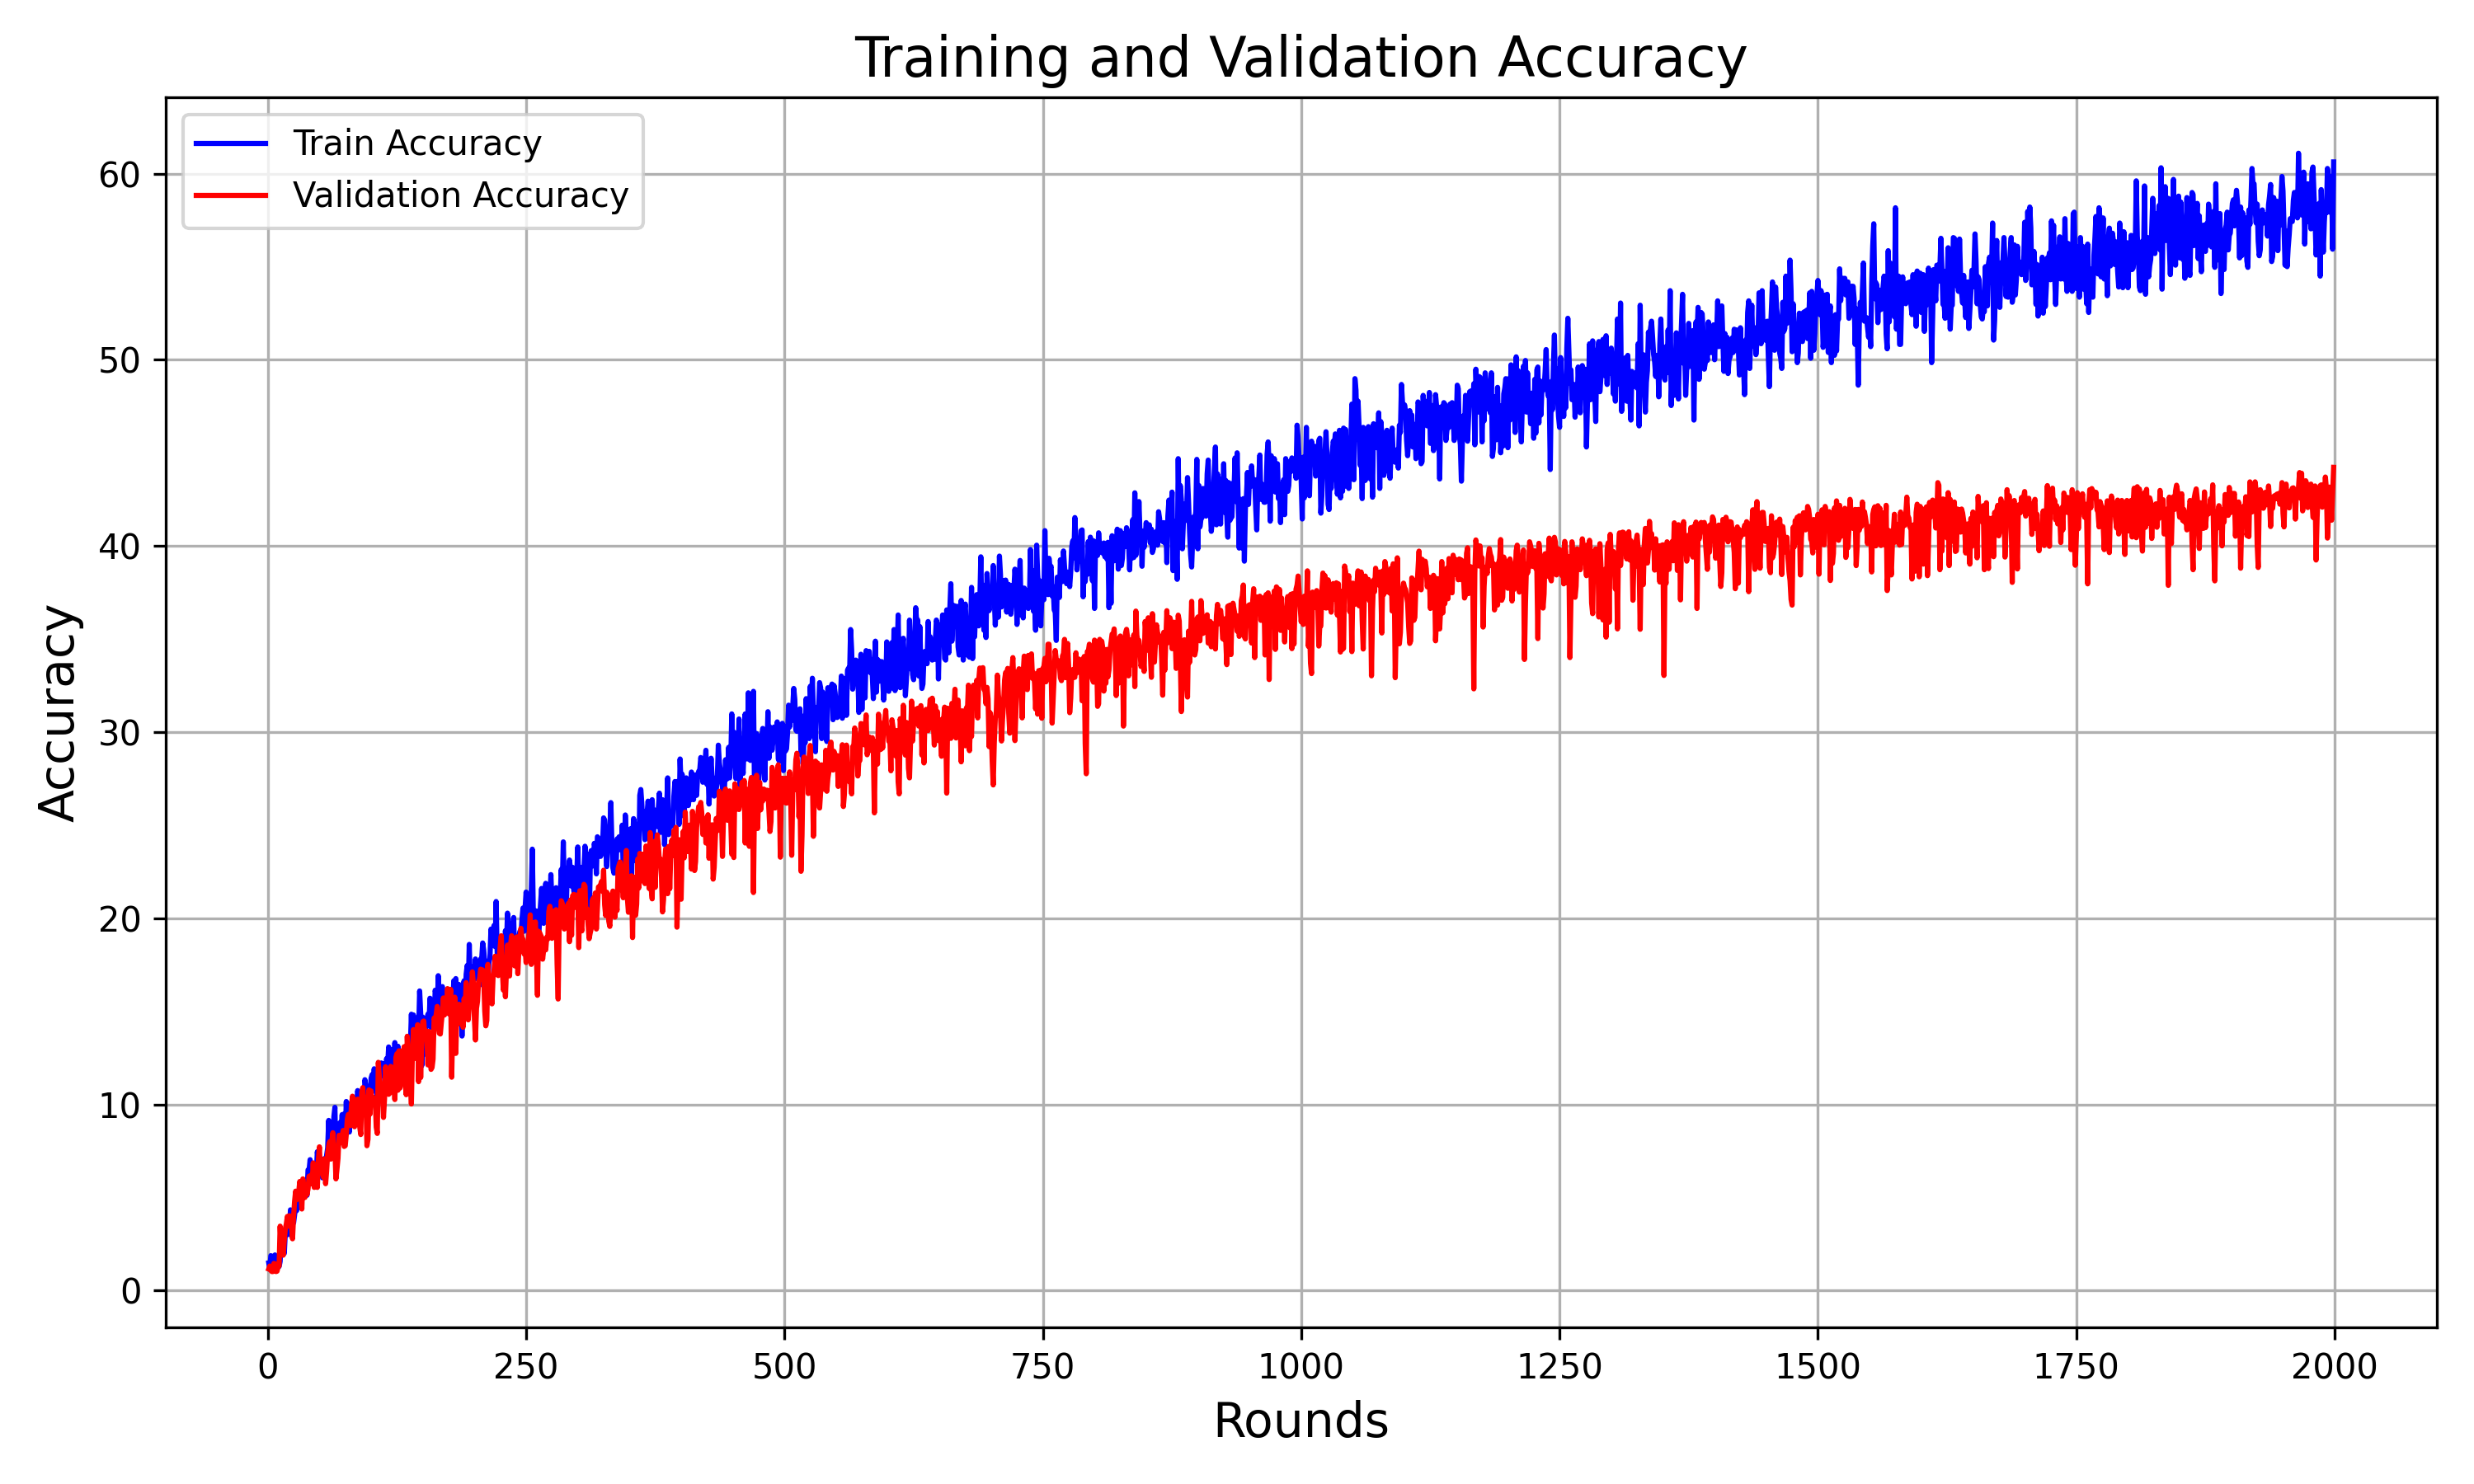 Training and Validation Accuracy
Train Accuracy
Validation Accuracy
60
50
40
30
20
10
0
Accuracy
0 250 500 750 1000 1250 1500 1750 2000
Rounds